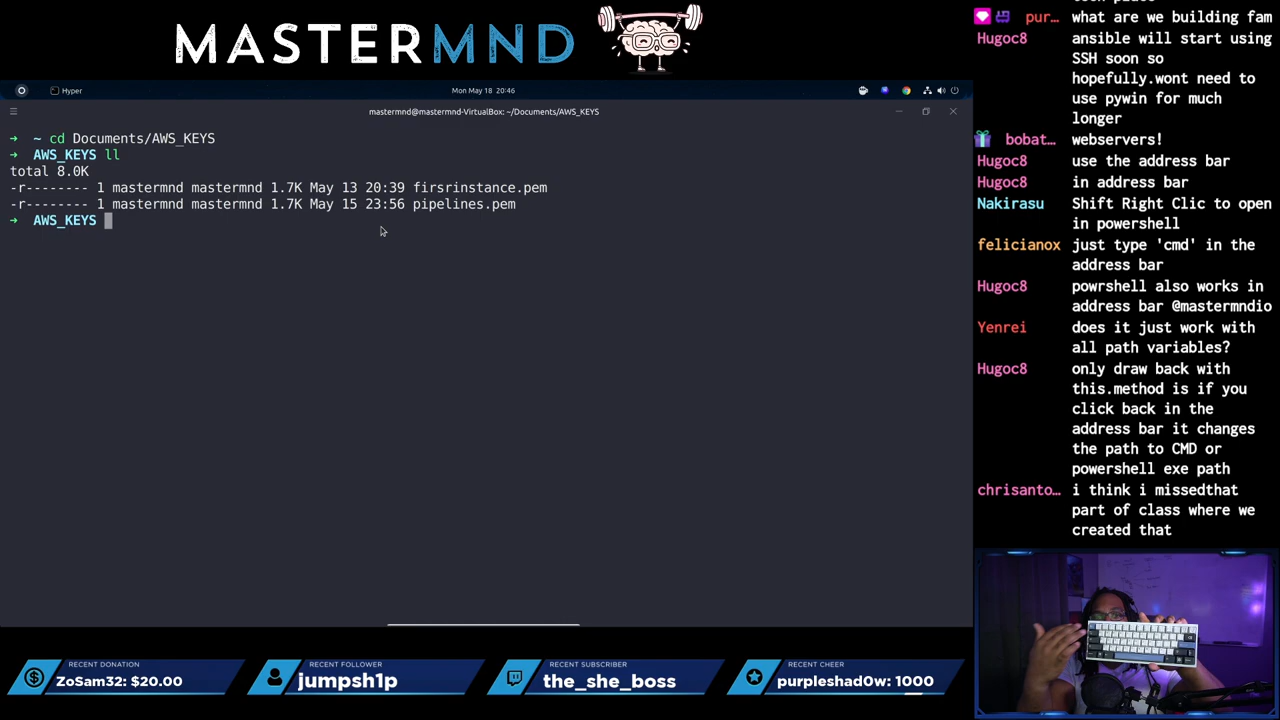 MASTERMND
Hyper
Mon May 18 20:46
mastermnd@mastermnd-VirtualBox: ~/Documents/AWS_KEYS
→ ~ cd Documents/AWS_KEYS
→ AWS_KEYS ll
total 8.0K
-r-------- 1 mastermnd mastermnd 1.7K May 13 20:39 firsrinstance.pem
-r-------- 1 mastermnd mastermnd 1.7K May 15 23:56 pipelines.pem
→ AWS_KEYS
pur… what are we building fam
Hugoc8 ansible will start using
SSH soon so
hopefully.wont need to
use pywin for much
longer
bobat… webservers!
Hugoc8 use the address bar
Hugoc8 in address bar
Nakirasu Shift Right Clic to open
in powershell
felicianox just type 'cmd' in the
address bar
Hugoc8 powrshell also works in
address bar @mastermndio
Yenrei does it just work with
all path variables?
Hugoc8 only draw back with
this.method is if you
click back in the
address bar it changes
the path to CMD or
powershell exe path
chrisanto… i think i missedthat
part of class where we
created that
RECENT DONATION
ZoSam32: $20.00
RECENT FOLLOWER
jumpsh1p
RECENT SUBSCRIBER
the_she_boss
RECENT CHEER
purpleshad0w: 1000